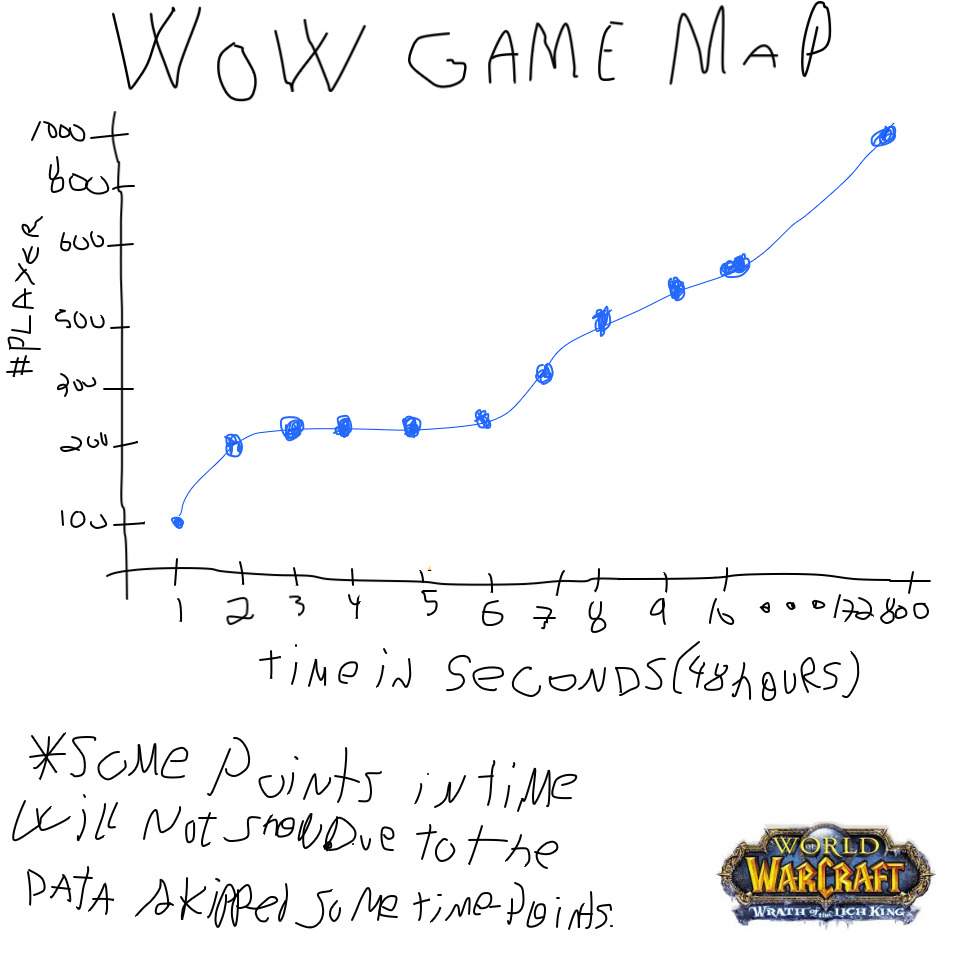 WOW GAME MAP
1000
800
600
500
300
200
100
#PLAYER
1 2 3 4 5 6 7 8 9 10 ... 172800
TIME IN SECONDS (48 hOURS)
*SOME POINTS IN TIME
WIll Not Show Due to the
DATA skipped some time Points.
WORLD
WARCRAFT
WRATH of the LICH KING